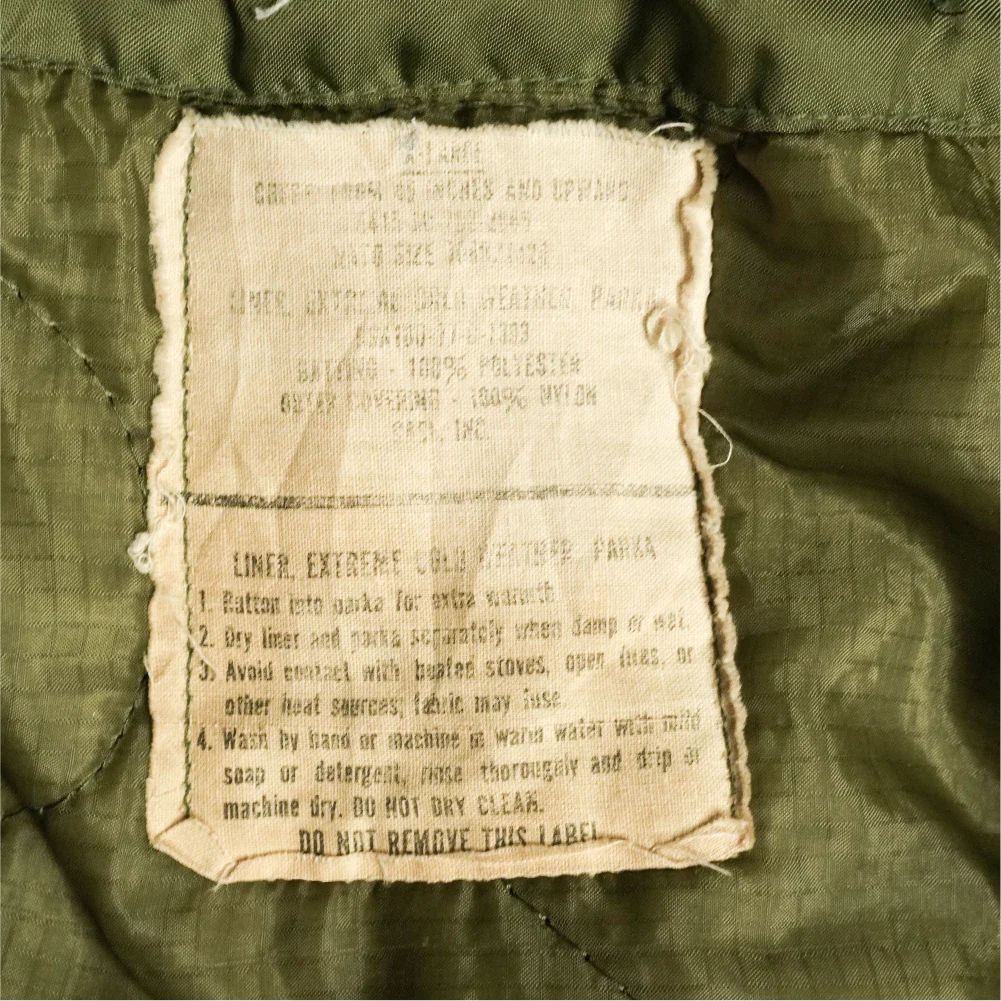 X-LARGE
INCHES AND UPWARD
NATO SIZE
LINER, EXTREME COLD WEATHER, PARKA
BATTING - 100% POLYESTER
OUTER COVERING - 100% NYLON
INC.
LINER, EXTREME COLD WEATHER, PARKA
1. Button into parka for extra warmth.
2. Dry liner and parka separately when damp or wet.
3. Avoid contact with heated stoves, open fires, or
other heat sources; fabric may fuse.
4. Wash by hand or machine in warm water with mild
soap or detergent, rinse thoroughly and drip or
machine dry. DO NOT DRY CLEAN.
DO NOT REMOVE THIS LABEL